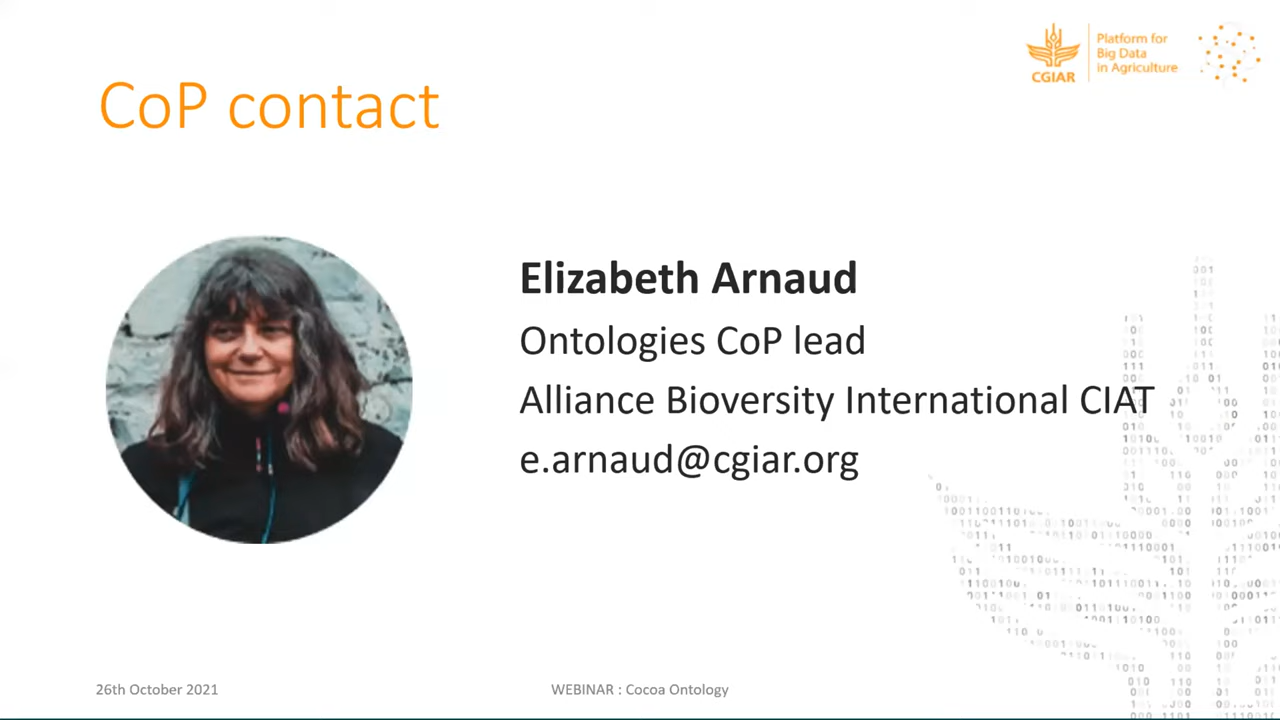 CoP contact
CGIAR
Platform for
Big Data
in Agriculture
Elizabeth Arnaud
Ontologies CoP lead
Alliance Bioversity International CIAT
e.arnaud@cgiar.org
26th October 2021
WEBINAR : Cocoa Ontology